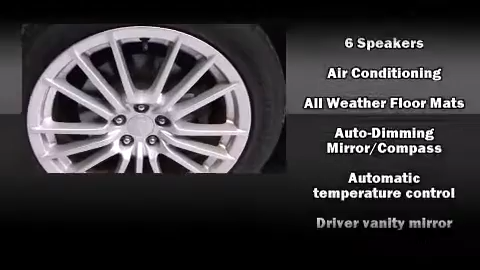 6 Speakers
Air Conditioning
All Weather Floor Mats
Auto-Dimming
Mirror/Compass
Automatic
temperature control
Driver vanity mirror